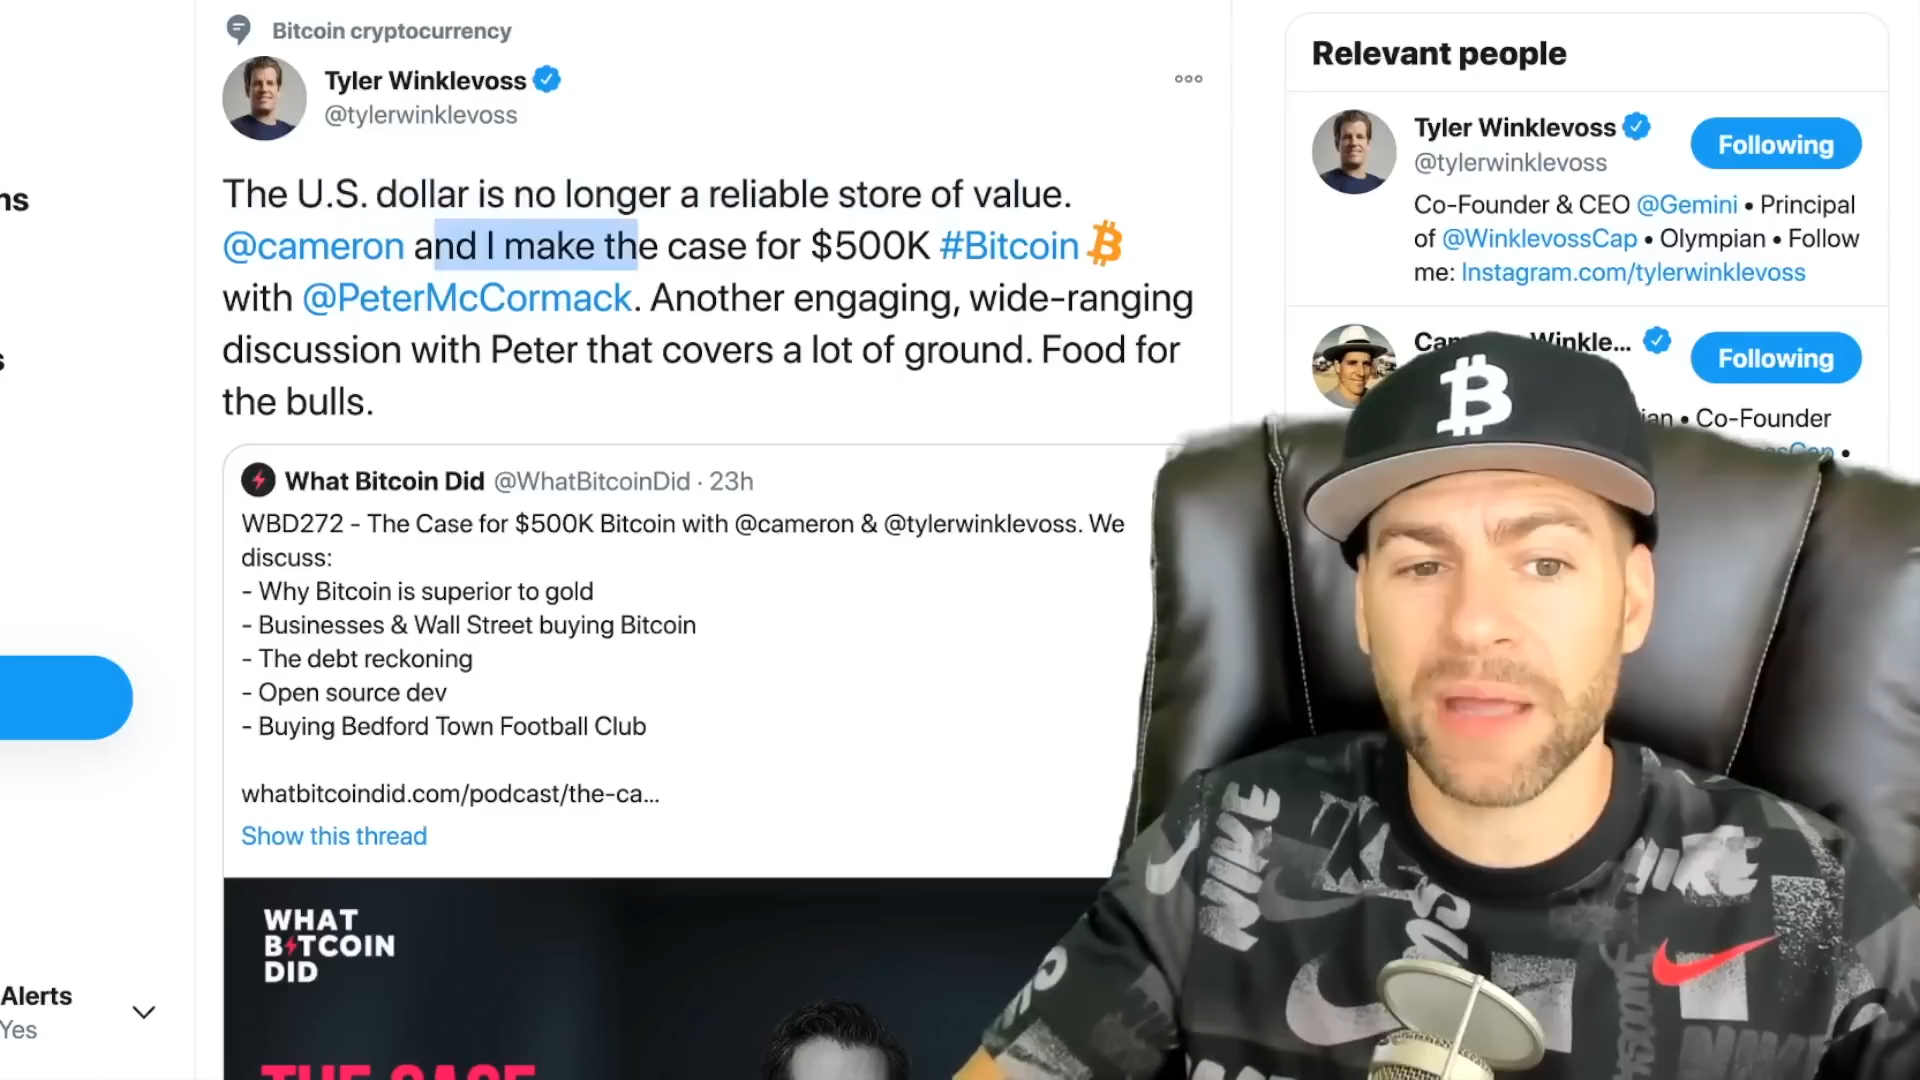 Bitcoin cryptocurrency
Tyler Winklevoss
@tylerwinklevoss
The U.S. dollar is no longer a reliable store of value.
@cameron and I make the case for $500K #Bitcoin
with @PeterMcCormack. Another engaging, wide-ranging
discussion with Peter that covers a lot of ground. Food for
the bulls.
What Bitcoin Did @WhatBitcoinDid · 23h
WBD272 - The Case for $500K Bitcoin with @cameron & @tylerwinklevoss. We
discuss:
- Why Bitcoin is superior to gold
- Businesses & Wall Street buying Bitcoin
- The debt reckoning
- Open source dev
- Buying Bedford Town Football Club
whatbitcoindid.com/podcast/the-ca...
Show this thread
WHAT
BITCOIN
DID
THE CASE
Alerts
Yes
Relevant people
Tyler Winklevoss
@tylerwinklevoss
Following
Co-Founder & CEO @Gemini • Principal
of @WinklevossCap • Olympian • Follow
me: Instagram.com/tylerwinklevoss
Winkle...
Following
• Co-Founder
NIKE